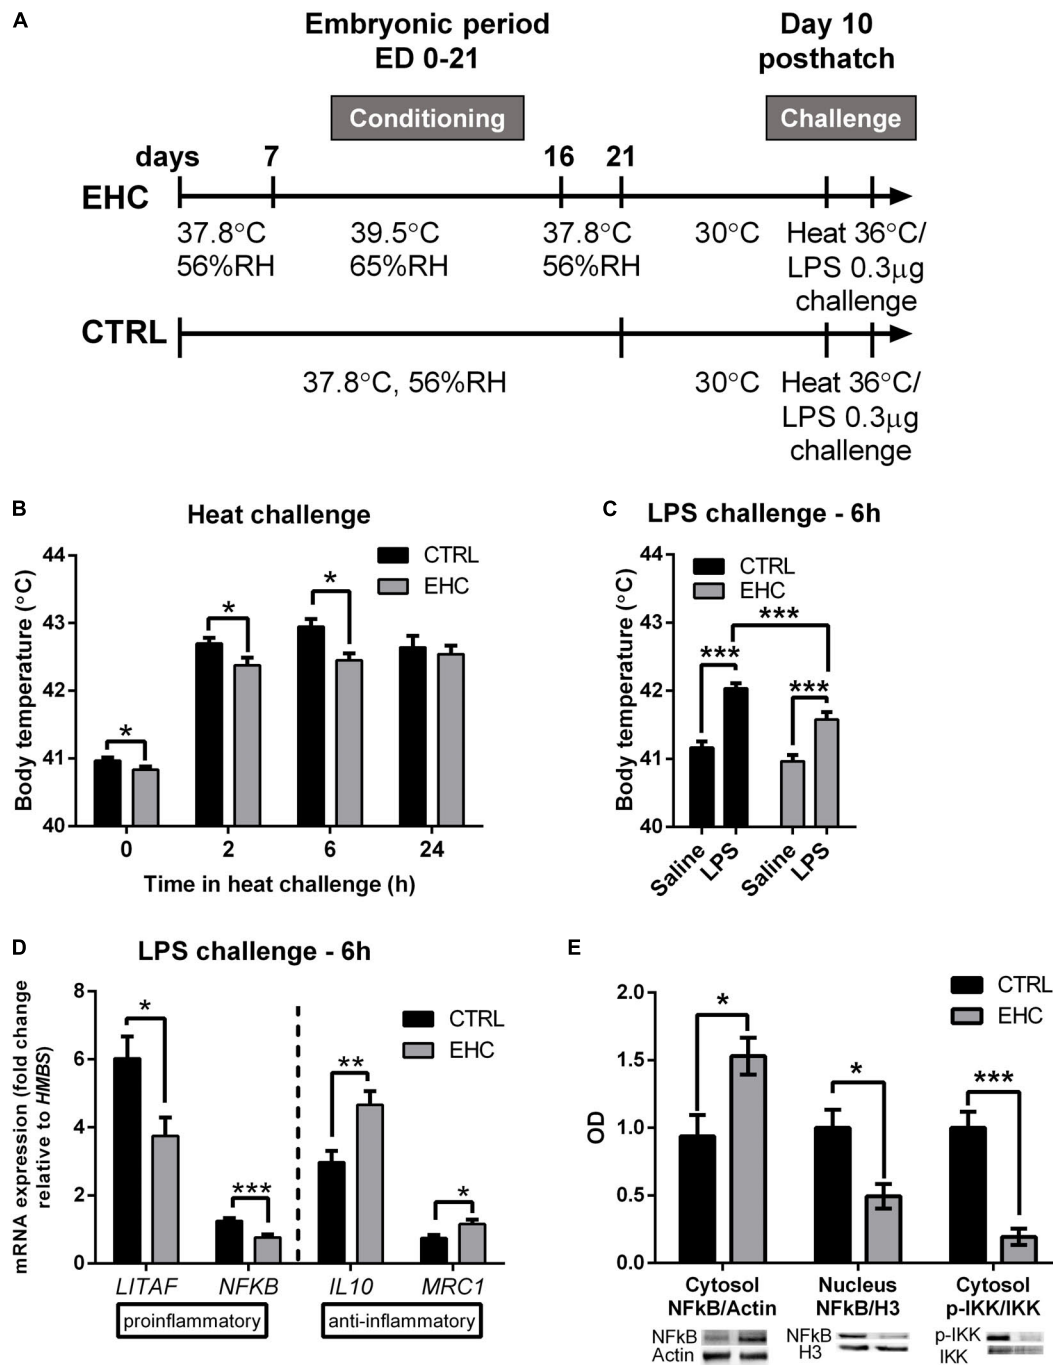 A
Embryonic period
ED 0-21
Day 10
posthatch
Conditioning
Challenge
days 7 16 21
EHC
37.8°C 39.5°C 37.8°C 30°C Heat 36°C/
56%RH 65%RH 56%RH LPS 0.3µg
challenge
CTRL
37.8°C, 56%RH 30°C Heat 36°C/
LPS 0.3µg
challenge
B
Heat challenge
CTRL
EHC
Body temperature (°C)
44
43
42
41
40
*
*
*
0 2 6 24
Time in heat challenge (h)
C
LPS challenge - 6h
CTRL
EHC
Body temperature (°C)
44
43
42
41
40
***
***
***
Saline LPS Saline LPS
D
LPS challenge - 6h
CTRL
EHC
mRNA expression (fold change
relative to HMBS)
8
6
4
2
0
*
***
**
*
LITAF NFKB IL10 MRC1
proinflammatory anti-inflammatory
E
CTRL
EHC
OD
2.0
1.5
1.0
0.5
0.0
*
*
***
Cytosol Nucleus Cytosol
NFkB/Actin NFkB/H3 p-IKK/IKK
NFkB NFkB p-IKK
Actin H3 IKK